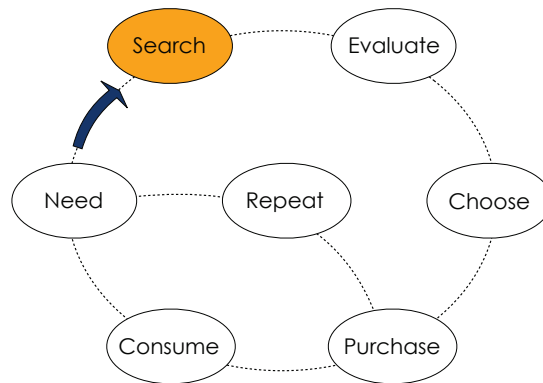 Search
Evaluate
Need
Repeat
Choose
Consume
Purchase